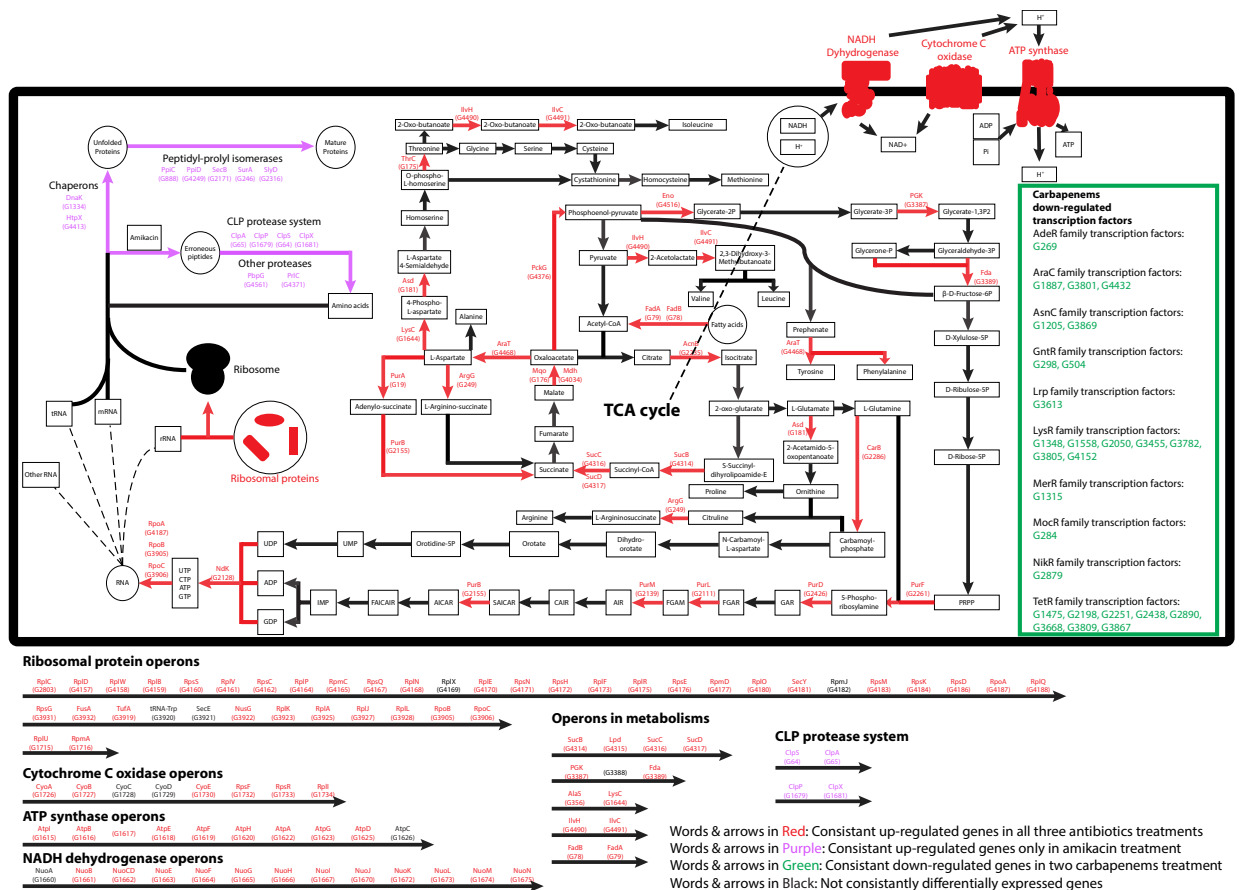 NADH
Dyhydrogenase
Cytochrome C
oxidase
ATP synthase
H⁺
NADH
H⁺
NAD+
ADP
Pi
ATP
H⁺
Unfolded
Proteins
Mature
Proteins
Peptidyl-prolyl isomerases
PpiC PpiD SecB SurA SlyD
(G888) (G4249) (G2171) (G246) (G2316)
Chaperons
DnaK
(G1334)
HtpX
(G4413)
Amikacin
Erroneous
peptides
CLP protease system
ClpA ClpP ClpS ClpX
(G65) (G1679) (G64) (G1681)
Other proteases
PbpG PrlC
(G4561) (G4371)
Amino acids
Ribosome
tRNA
mRNA
rRNA
Other RNA
Ribosomal proteins
RNA
RpoA
(G4187)
RpoB
(G3905)
RpoC
(G3906)
UTP
CTP
ATP
GTP
NdK
(G2128)
UDP
ADP
GDP
IlvH
(G4490)
IlvC
(G4491)
2-Oxo-butanoate
2-Oxo-butanoate
2-Oxo-butanoate
Isoleucine
Threonine
Glycine
Serine
Cysteine
ThrC
(G175)
O-phospho-
L-homoserine
Cystathionine
Homocysteine
Methionine
Homoserine
L-Aspartate
4-Semialdehyde
Asd
(G181)
4-Phospho-
L-aspartate
LysC
(G1644)
Alanine
L-Aspartate
AraT
(G4468)
Oxaloacetate
PckG
(G4376)
Phosphoenol-pyruvate
Eno
(G4516)
Glycerate-2P
Glycerate-3P
PGK
(G3387)
Glycerate-1,3P2
Glycerone-P
Glyceraldehyde-3P
Fda
(G3389)
β-D-Fructose-6P
D-Xylulose-5P
D-Ribulose-5P
D-Ribose-5P
PRPP
Pyruvate
IlvH
(G4490)
2-Acetolactate
IlvC
(G4491)
2,3-Dihydroxy-3-
Methylbutanoate
Valine
Leucine
Acetyl-CoA
FadA FadB
(G79) (G78)
Fatty acids
Prephenate
AraT
(G4468)
Tyrosine
Phenylalanine
Citrate
Isocitrate
Mqo Mdh
(G176) (G4034)
Malate
Fumarate
Succinate
TCA cycle
2-oxo-glutarate
L-Glutamate
L-Glutamine
PurA
(G19)
ArgG
(G249)
Adenylo-succinate
L-Arginino-succinate
PurB
(G2155)
SucC
(G4316)
SucD
(G4317)
Succinyl-CoA
SucB
(G4314)
S-Succinyl-
dihyrolipoamide-E
Asd
(G181)
2-Acetamido-5-
oxopentanoate
CarB
(G2286)
Proline
Ornithine
Arginine
L-Argininosuccinate
ArgG
(G249)
Citruline
UMP
Orotidine-5P
Orotate
Dihydro-
orotate
N-Carbamoyl-
L-aspartate
Carbamoyl-
phosphate
IMP
FAICAIR
AICAR
PurB
(G2155)
SAICAR
CAIR
AIR
PurM
(G2139)
FGAM
PurL
(G2111)
FGAR
GAR
PurD
(G2426)
5-Phospho-
ribosylamine
PurF
(G2261)
Carbapenems
down-regulated
transcription factors
AdeR family transcription factors:
G269
AraC family transcription factors:
G1887, G3801, G4432
AsnC family transcription factors:
G1205, G3869
GntR family transcription factors:
G298, G504
Lrp family transcription factors:
G3613
LysR family transcription factors:
G1348, G1558, G2050, G3455, G3782,
G3805, G4152
MerR family transcription factors:
G1315
MocR family transcription factors:
G284
NikR family transcription factors:
G2879
TetR family transcription factors:
G1475, G2198, G2251, G2438, G2890,
G3668, G3809, G3867
Ribosomal protein operons
RplC RplD RplW RplB RpsS RplV RpsC RplP RpmC RpsQ RplN RplX RplE RpsN RpsH RplF RplR RpsE RpmD RplO SecY RpmJ RpsM RpsK RpsD RpoA RplQ
(G2803) (G4157) (G4158) (G4159) (G4160) (G4161) (G4162) (G4164) (G4165) (G4167) (G4168) (G4169) (G4170) (G4171) (G4172) (G4173) (G4175) (G4176) (G4177) (G4180) (G4181) (G4182) (G4183) (G4184) (G4186) (G4187) (G4188)
RpsG FusA TufA tRNA-Trp SecE NusG RplK RplA RplJ RplL RpoB RpoC
(G3931) (G3932) (G3919) (G3920) (G3921) (G3922) (G3923) (G3925) (G3927) (G3928) (G3905) (G3906)
RplU RpmA
(G1715) (G1716)
Cytochrome C oxidase operons
CyoA CyoB CyoC CyoD CyoE RpsF RpsR RplI
(G1726) (G1727) (G1728) (G1729) (G1730) (G1732) (G1733) (G1734)
ATP synthase operons
AtpI AtpB AtpE AtpF AtpH AtpA AtpG AtpD AtpC
(G1615) (G1616) (G1617) (G1618) (G1619) (G1620) (G1622) (G1623) (G1625) (G1626)
NADH dehydrogenase operons
NuoA NuoB NuoCD NuoE NuoF NuoG NuoH NuoI NuoJ NuoK NuoL NuoM NuoN
(G1660) (G1661) (G1662) (G1663) (G1664) (G1665) (G1666) (G1667) (G1670) (G1672) (G1673) (G1674) (G1675)
Operons in metabolisms
SucB Lpd SucC SucD
(G4314) (G4315) (G4316) (G4317)
PGK Fda
(G3387) (G3388) (G3389)
AlaS LysC
(G356) (G1644)
IlvH IlvC
(G4490) (G4491)
FadB FadA
(G78) (G79)
CLP protease system
ClpS ClpA
(G64) (G65)
ClpP ClpX
(G1679) (G1681)
Words & arrows in Red: Consistant up-regulated genes in all three antibiotics treatments
Words & arrows in Purple: Consistant up-regulated genes only in amikacin treatment
Words & arrows in Green: Consistant down-regulated genes in two carbapenems treatment
Words & arrows in Black: Not consistantly differentially expressed genes